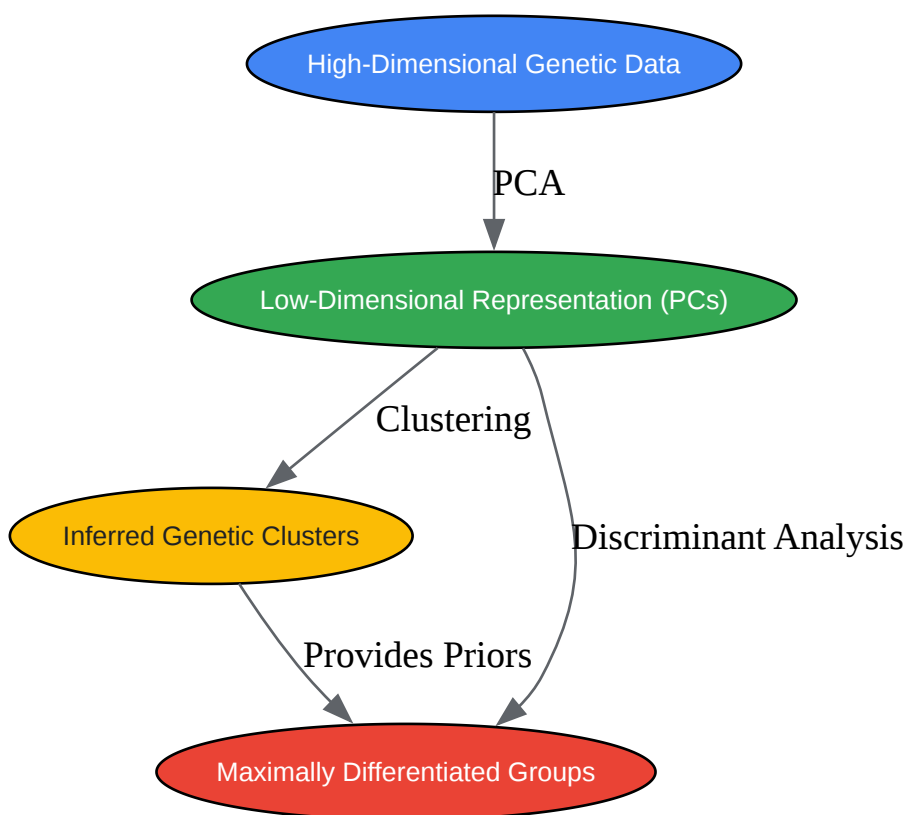 High-Dimensional Genetic Data
PCA
Low-Dimensional Representation (PCs)
Clustering
Inferred Genetic Clusters
Discriminant Analysis
Provides Priors
Maximally Differentiated Groups